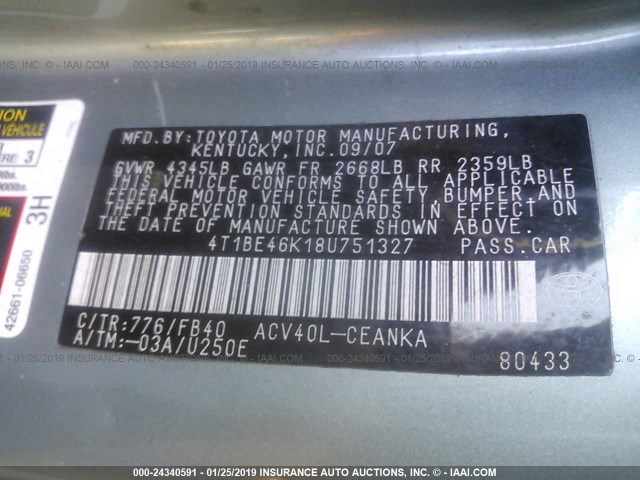 MFD.BY:TOYOTA MOTOR MANUFACTURING,
KENTUCKY,INC.09/07
GVWR 4345LB GAWR FR 2668LB RR 2359LB
THIS VEHICLE CONFORMS TO ALL APPLICABLE
FEDERAL MOTOR VEHICLE SAFETY,BUMPER,AND
THEFT PREVENTION STANDARDS IN EFFECT ON
THE DATE OF MANUFACTURE SHOWN ABOVE.
4T1BE46K18U751327 PASS.CAR
C/TR:776/FB40 ACV40L-CEANKA
A/TM:-03A/U250E
80433
42661-06650
3H
VEHICULE
3
000-24340591 - 01/25/2019 INSURANCE AUTO AUCTIONS, INC. - © IAAI.COM